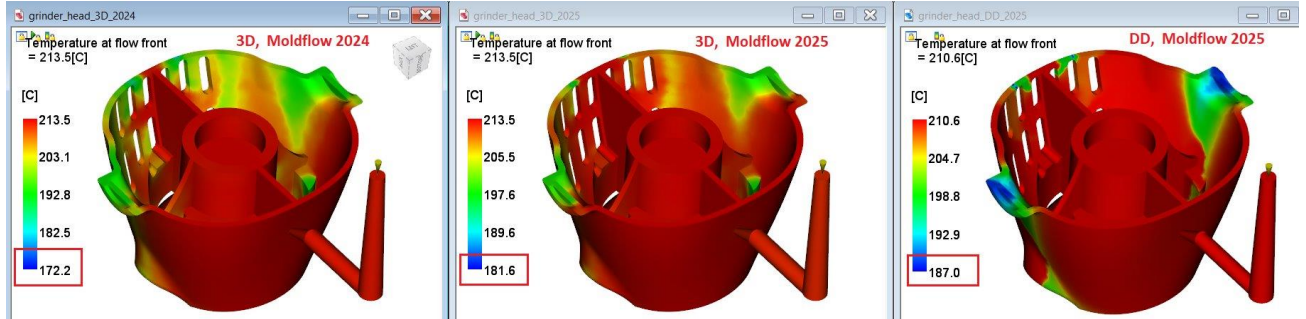 grinder_head_3D_2024
Temperature at flow front
= 213.5[C]
3D, Moldflow 2024
[C]
213.5
203.1
192.8
182.5
172.2
grinder_head_3D_2025
Temperature at flow front
= 213.5[C]
3D, Moldflow 2025
[C]
213.5
205.5
197.6
189.6
181.6
grinder_head_DD_2025
Temperature at flow front
= 210.6[C]
DD, Moldflow 2025
[C]
210.6
204.7
198.8
192.9
187.0